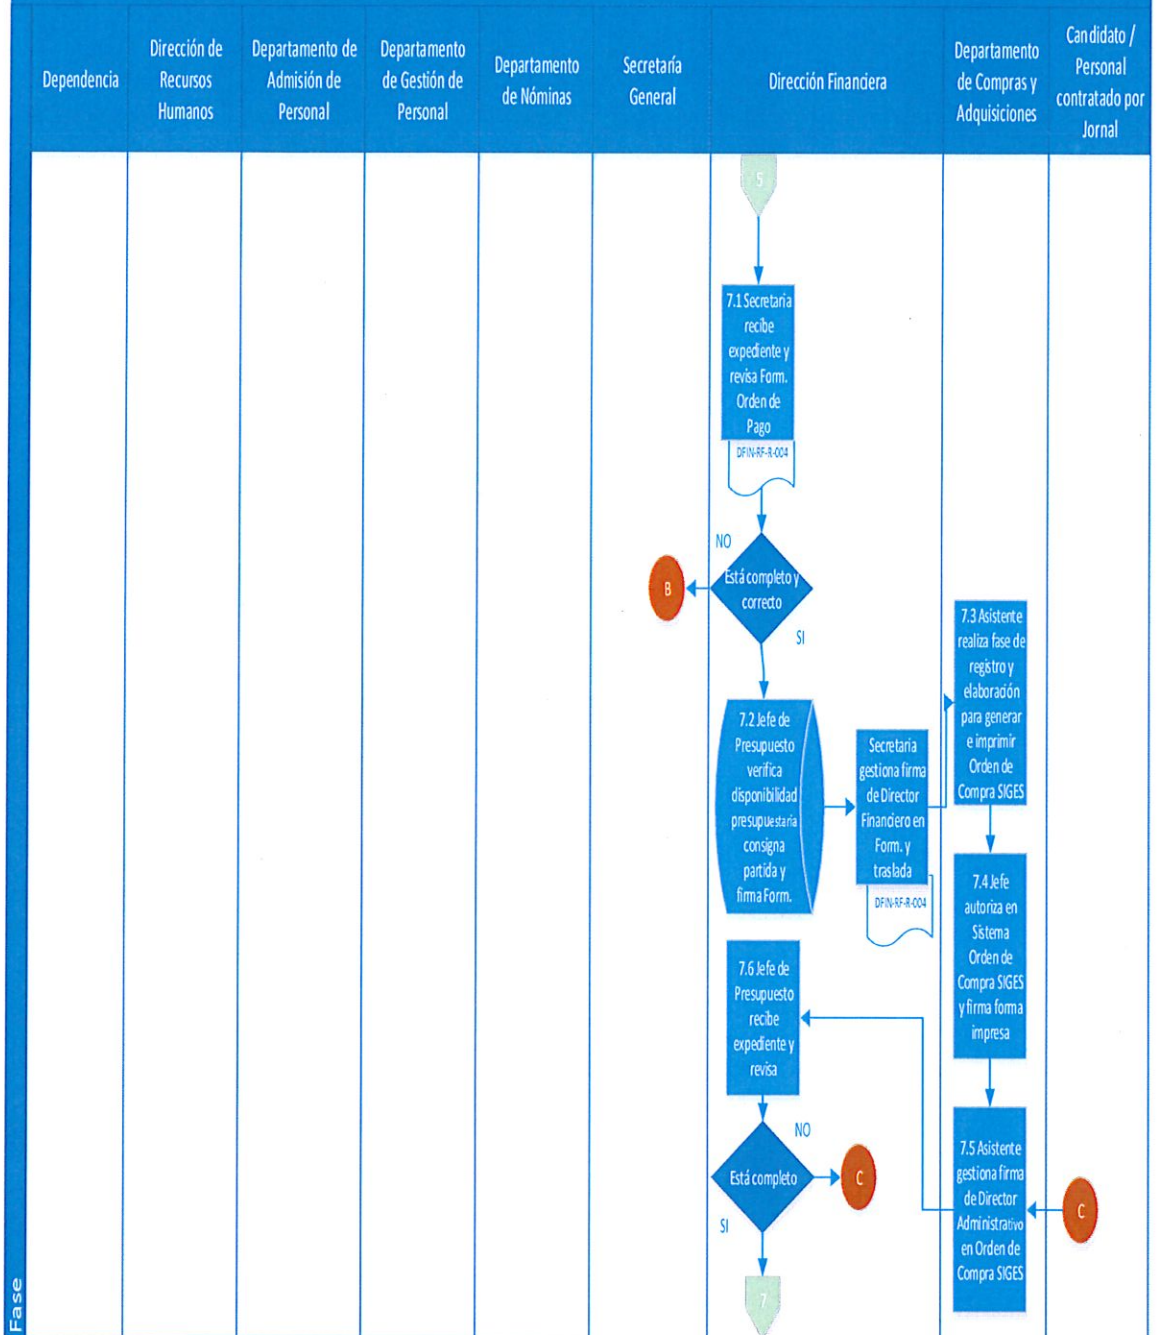 Dependencia
Dirección de
Recursos
Humanos
Departamento de
Admisión de
Personal
Departamento
de Gestión de
Personal
Departamento
de Nóminas
Secretaría
General
Dirección Financiera
Departamento
de Compras y
Adquisiciones
Candidato /
Personal
contratado por
Jornal
5
7.1 Secretaria
recibe
expediente y
revisa Form.
Orden de
Pago
DFIN-RF-R-004
NO
Está completo y
correcto
B
SI
7.2 Jefe de
Presupuesto
verifica
disponibilidad
presupuestaria
consigna
partida y
firma Form.
Secretaria
gestiona firma
de Director
Financiero en
Form. y
traslada
DFIN-RF-R-004
7.3 Asistente
realiza fase de
registro y
elaboración
para generar
e imprimir
Orden de
Compra SIGES
7.4 Jefe
autoriza en
Sistema
Orden de
Compra SIGES
y firma forma
impresa
7.5 Asistente
gestiona firma
de Director
Administrativo
en Orden de
Compra SIGES
C
7.6 Jefe de
Presupuesto
recibe
expediente y
revisa
NO
Está completo
C
SI
7
Fase